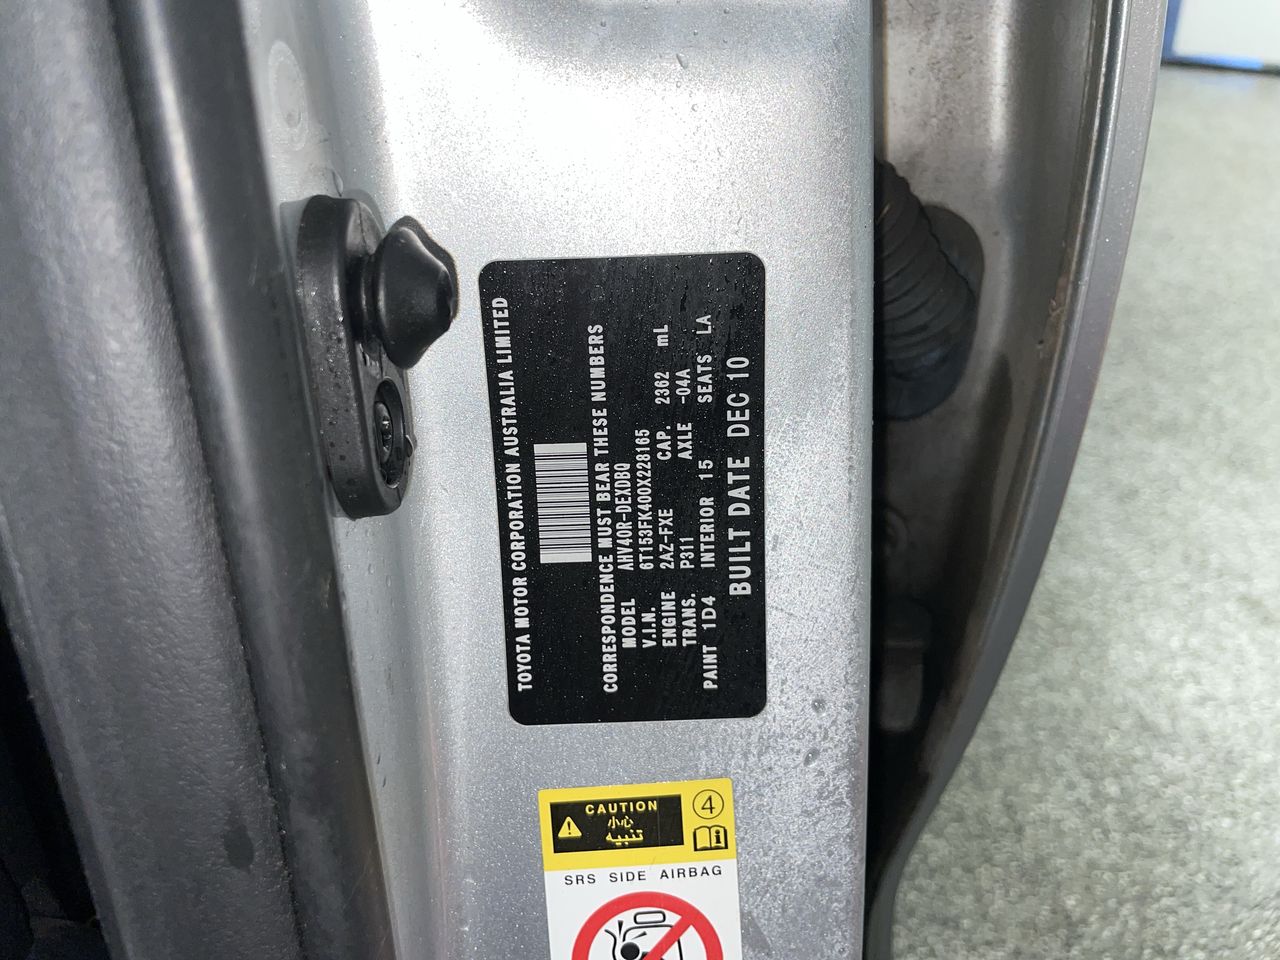 TOYOTA MOTOR CORPORATION AUSTRALIA LIMITED
CORRESPONDENCE MUST BEAR THESE NUMBERS
MODEL AHV40R-DEXDBQ
V.I.N. 6T153FK400X228165
ENGINE 2AZ-FXE CAP. 2362 mL
TRANS. P311 AXLE -04A
PAINT 1D4 INTERIOR 15 SEATS LA
BUILT DATE DEC 10
CAUTION
小心
تنبيه
4
i
SRS SIDE AIRBAG